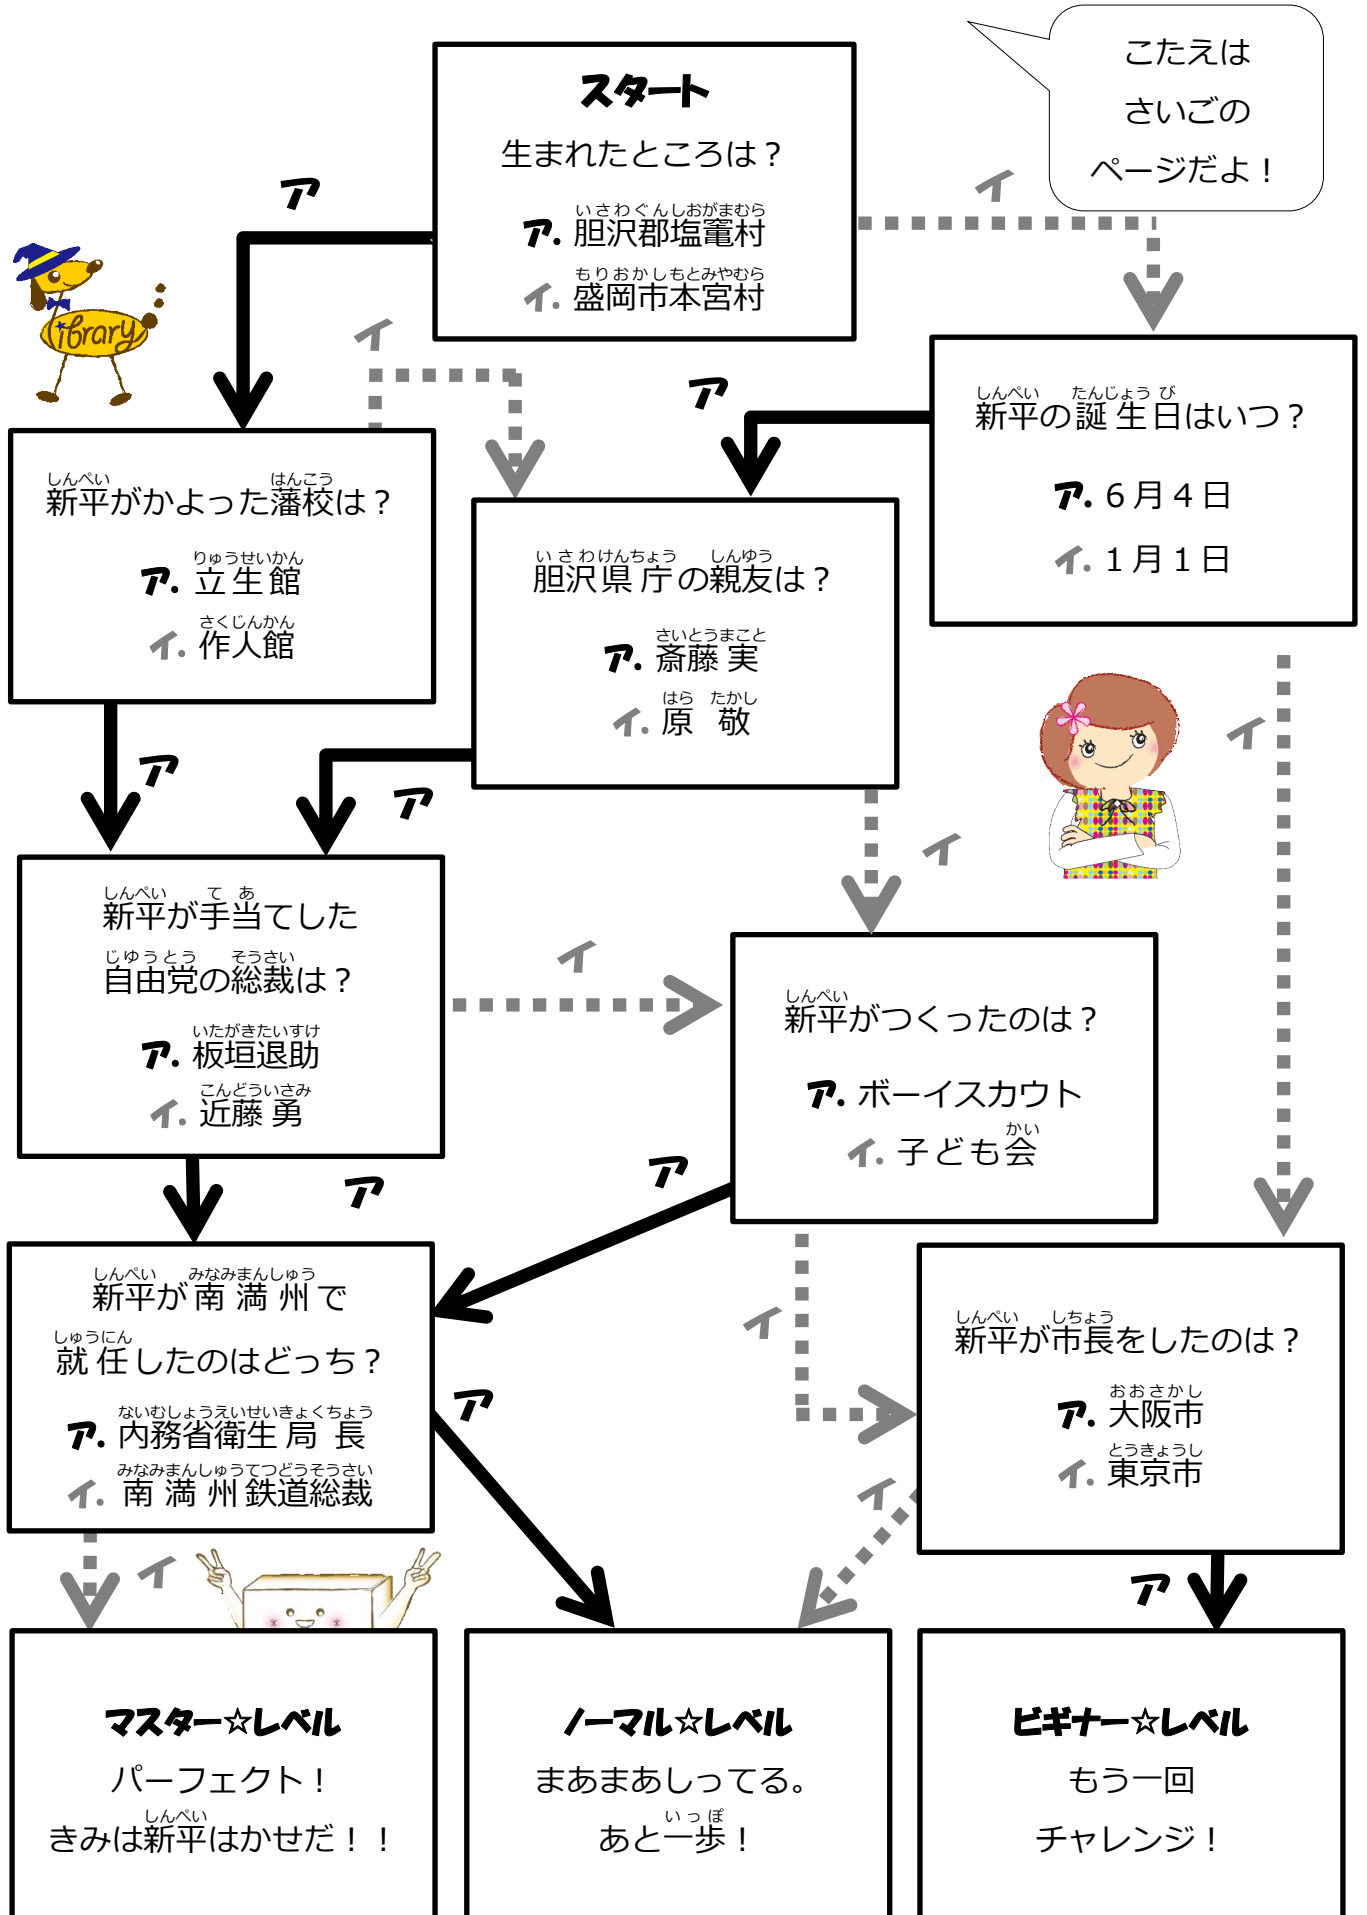 こたえは
さいごの
ページだよ！
スタート
生まれたところは？
ア. 胆沢郡塩竈村
いさわぐんしおがまむら
イ. 盛岡市本宮村
もりおかしもとみやむら
ア
イ
library
新平の誕生日はいつ？
しんぺい たんじょうび
ア. ６月４日
イ. １月１日
イ
ア
新平がかよった藩校は？
しんぺい はんこう
ア. 立生館
りゅうせいかん
イ. 作人館
さくじんかん
胆沢県庁の親友は？
いさわけんちょう しんゆう
ア. 斎藤実
さいとうまこと
イ. 原 敬
はら たかし
ア
ア
イ
イ
新平が手当てした
しんぺい てあ
自由党の総裁は？
じゆうとう そうさい
ア. 板垣退助
いたがきたいすけ
イ. 近藤勇
こんどういさみ
イ
新平がつくったのは？
しんぺい
ア. ボーイスカウト
イ. 子ども会
かい
ア
ア
イ
新平が南満州で
しんぺい みなみまんしゅう
就任したのはどっち？
しゅうにん
ア. 内務省衛生局長
ないむしょうえいせいきょくちょう
イ. 南満州鉄道総裁
みなみまんしゅうてつどうそうさい
新平が市長をしたのは？
しんぺい しちょう
ア. 大阪市
おおさかし
イ. 東京市
とうきょうし
ア
イ
イ
ア
マスター☆レベル
パーフェクト！
きみは新平はかせだ！！
しんぺい
ノーマル☆レベル
まあまあしってる。
あと一歩！
いっぽ
ビギナー☆レベル
もう一回
チャレンジ！